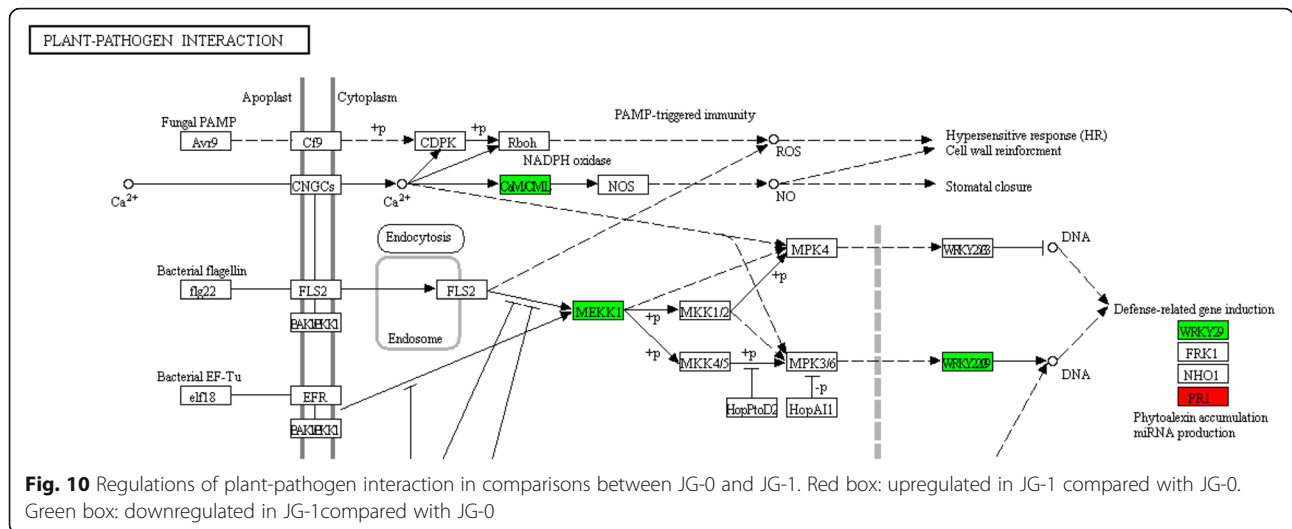 PLANT-PATHOGEN INTERACTION
Apoplast
Cytoplasm
Fungal PAMP
Avr9
Cf9
+p
CDPK
+p
Rboh
PAMP-triggered immunity
NADPH oxidase
ROS
Hypersensitive response (HR)
Cell wall reinforcment
Ca2+
CNGCs
Ca2+
CaM/CML
NOS
NO
Stomatal closure
Endocytosis
Bacterial flagellin
flg22
FLS2
FLS2
Endosome
MEKK1
+p
MKK1/2
+p
MPK4
DNA
+p
MKK4/5
+p
MPK3/6
HopPtoD2
-p
HopAI1
DNA
Bacterial EF-Tu
elf18
EFR
Defense-related gene induction
WRKY29
FRK1
NHO1
PR1
Phytoalexin accumulation
miRNA production
Fig. 10 Regulations of plant-pathogen interaction in comparisons between JG-0 and JG-1. Red box: upregulated in JG-1 compared with JG-0.
Green box: downregulated in JG-1compared with JG-0